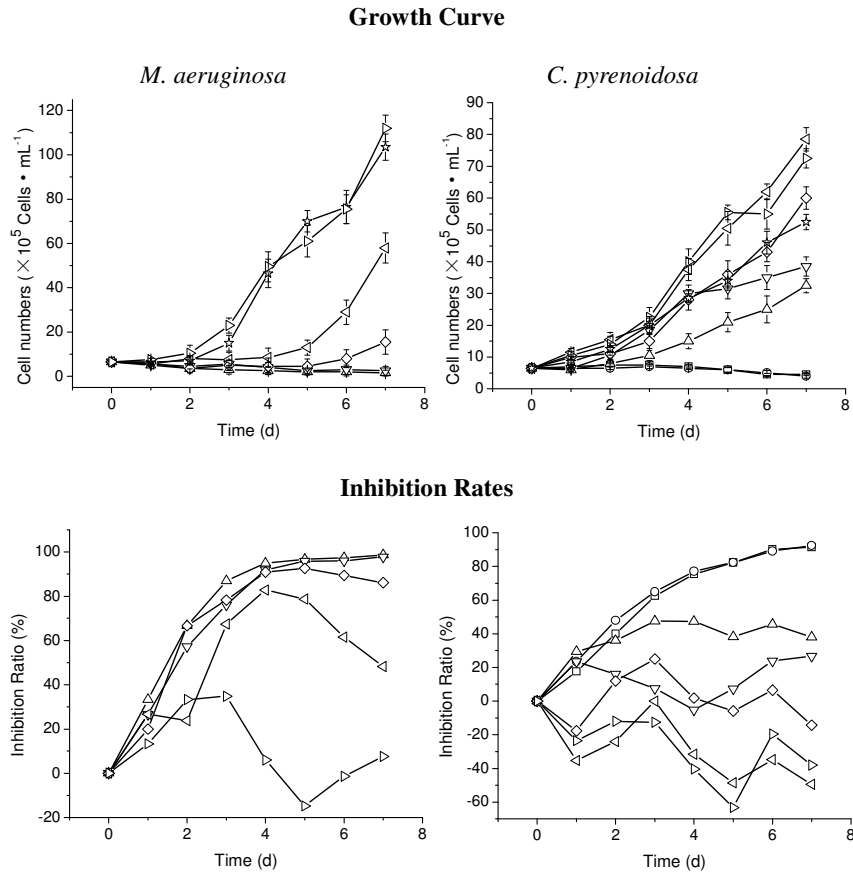 Growth Curve
M. aeruginosa
C. pyrenoidosa
Cell numbers (×10⁵ Cells • mL⁻¹)
120
100
80
60
40
20
0
0 2 4 6 8
Time (d)
Cell numbers (×10⁵ Cells • mL⁻¹)
90
80
70
60
50
40
30
20
10
0
0 2 4 6 8
Time (d)
Inhibition Rates
Inhibition Ratio (%)
100
80
60
40
20
0
-20
0 2 4 6 8
Time (d)
Inhibition Ratio (%)
100
80
60
40
20
0
-20
-40
-60
0 2 4 6 8
Time (d)